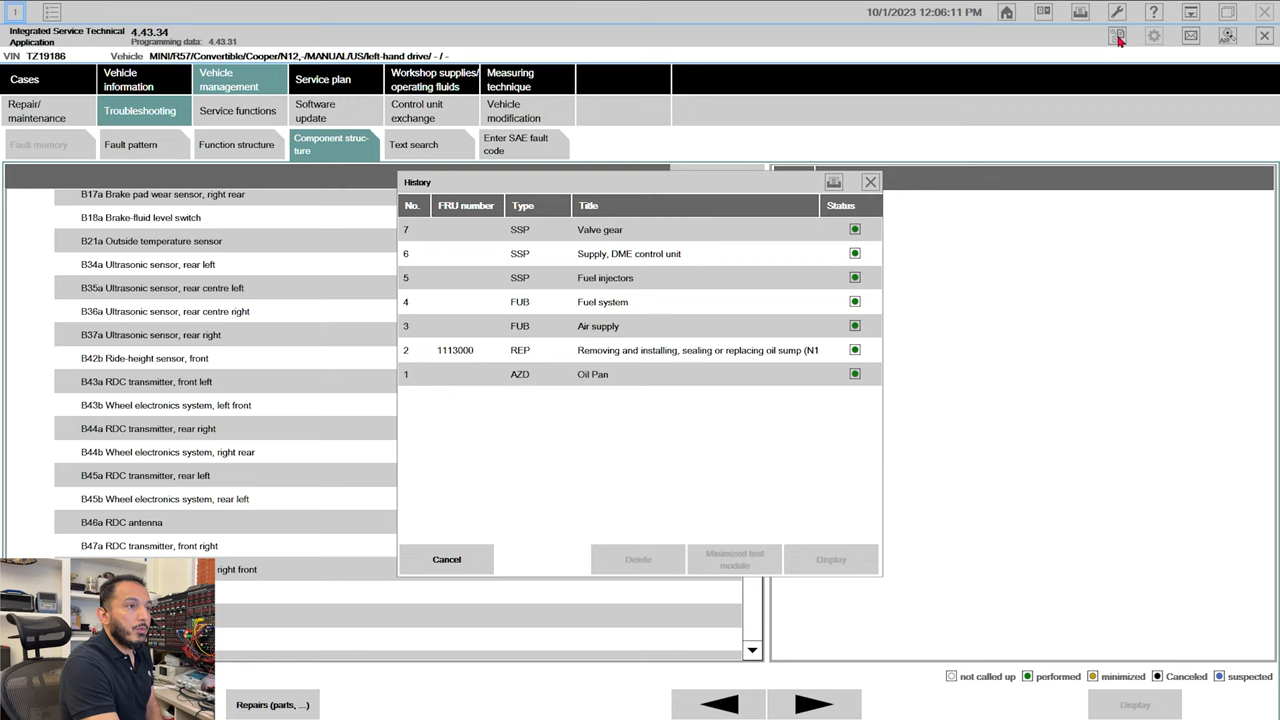 1
10/1/2023 12:06:11 PM
Integrated Service Technical
Application
4.43.34
Programming data: 4.43.31
VIN TZ19186 Vehicle MINI/R57/Convertible/Cooper/N12,-/MANUAL/US/left-hand drive/ - / -
Cases
Vehicle
information
Vehicle
management
Service plan
Workshop supplies/
operating fluids
Measuring
technique
Repair/
maintenance
Troubleshooting
Service functions
Software
update
Control unit
exchange
Vehicle
modification
Fault memory
Fault pattern
Function structure
Component struc-
ture
Text search
Enter SAE fault
code
B17a Brake pad wear sensor, right rear
B18a Brake-fluid level switch
B21a Outside temperature sensor
B34a Ultrasonic sensor, rear left
B35a Ultrasonic sensor, rear centre left
B36a Ultrasonic sensor, rear centre right
B37a Ultrasonic sensor, rear right
B42b Ride-height sensor, front
B43a RDC transmitter, front left
B43b Wheel electronics system, left front
B44a RDC transmitter, rear right
B44b Wheel electronics system, right rear
B45a RDC transmitter, rear left
B45b Wheel electronics system, rear left
B46a RDC antenna
B47a RDC transmitter, front right
right front
History
No. FRU number Type Title Status
7 SSP Valve gear
6 SSP Supply, DME control unit
5 SSP Fuel injectors
4 FUB Fuel system
3 FUB Air supply
2 1113000 REP Removing and installing, sealing or replacing oil sump (N1
1 AZD Oil Pan
Cancel
Delete
Minimized test
module
Display
not called up performed minimized Canceled suspected
Repairs (parts, ...)
Display